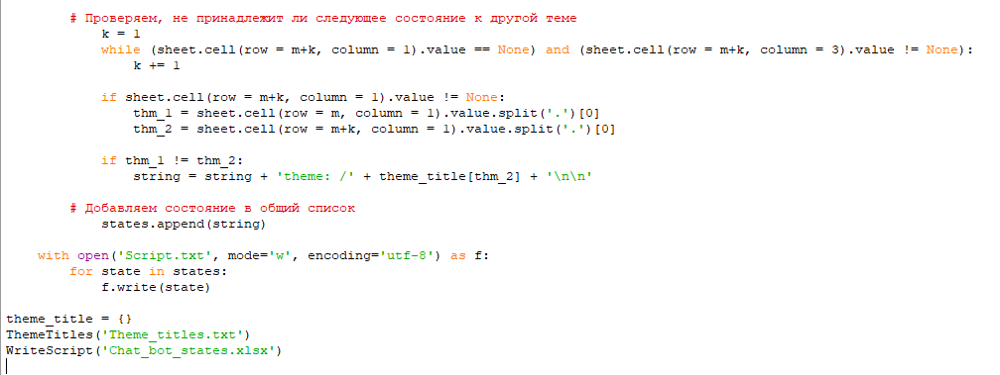 # Проверяем, не принадлежит ли следующее состояние к другой теме
k = 1
while (sheet.cell(row = m+k, column = 1).value == None) and (sheet.cell(row = m+k, column = 3).value != None):
k += 1
if sheet.cell(row = m+k, column = 1).value != None:
thm_1 = sheet.cell(row = m, column = 1).value.split('.')[0]
thm_2 = sheet.cell(row = m+k, column = 1).value.split('.')[0]
if thm_1 != thm_2:
string = string + 'theme: /' + theme_title[thm_2] + '\n\n'
# Добавляем состояние в общий список
states.append(string)
with open('Script.txt', mode='w', encoding='utf-8') as f:
for state in states:
f.write(state)
theme_title = {}
ThemeTitles('Theme_titles.txt')
WriteScript('Chat_bot_states.xlsx')